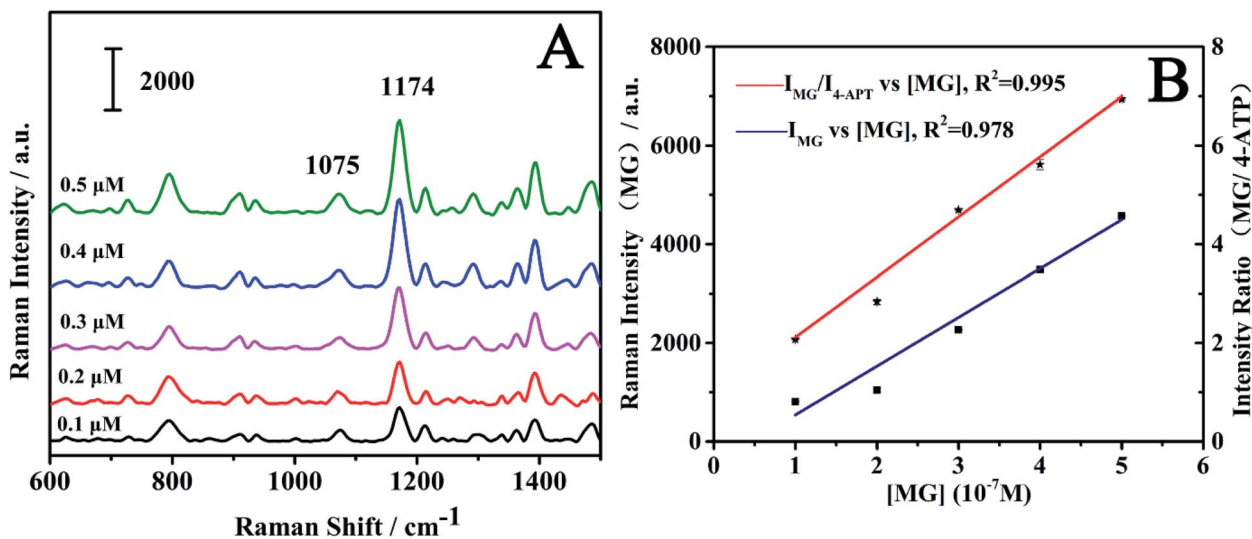 A
2000
1174
1075
0.5 µM
0.4 µM
0.3 µM
0.2 µM
0.1 µM
Raman Intensity / a.u.
600 800 1000 1200 1400
Raman Shift / cm-1
B
IMG/I4-APT vs [MG], R2=0.995
IMG vs [MG], R2=0.978
Raman Intensity （MG）/ a.u.
8000
6000
4000
2000
0
8
6
4
2
0
Intensity Ratio （MG/ 4-ATP）
0 1 2 3 4 5 6
[MG] (10-7M)